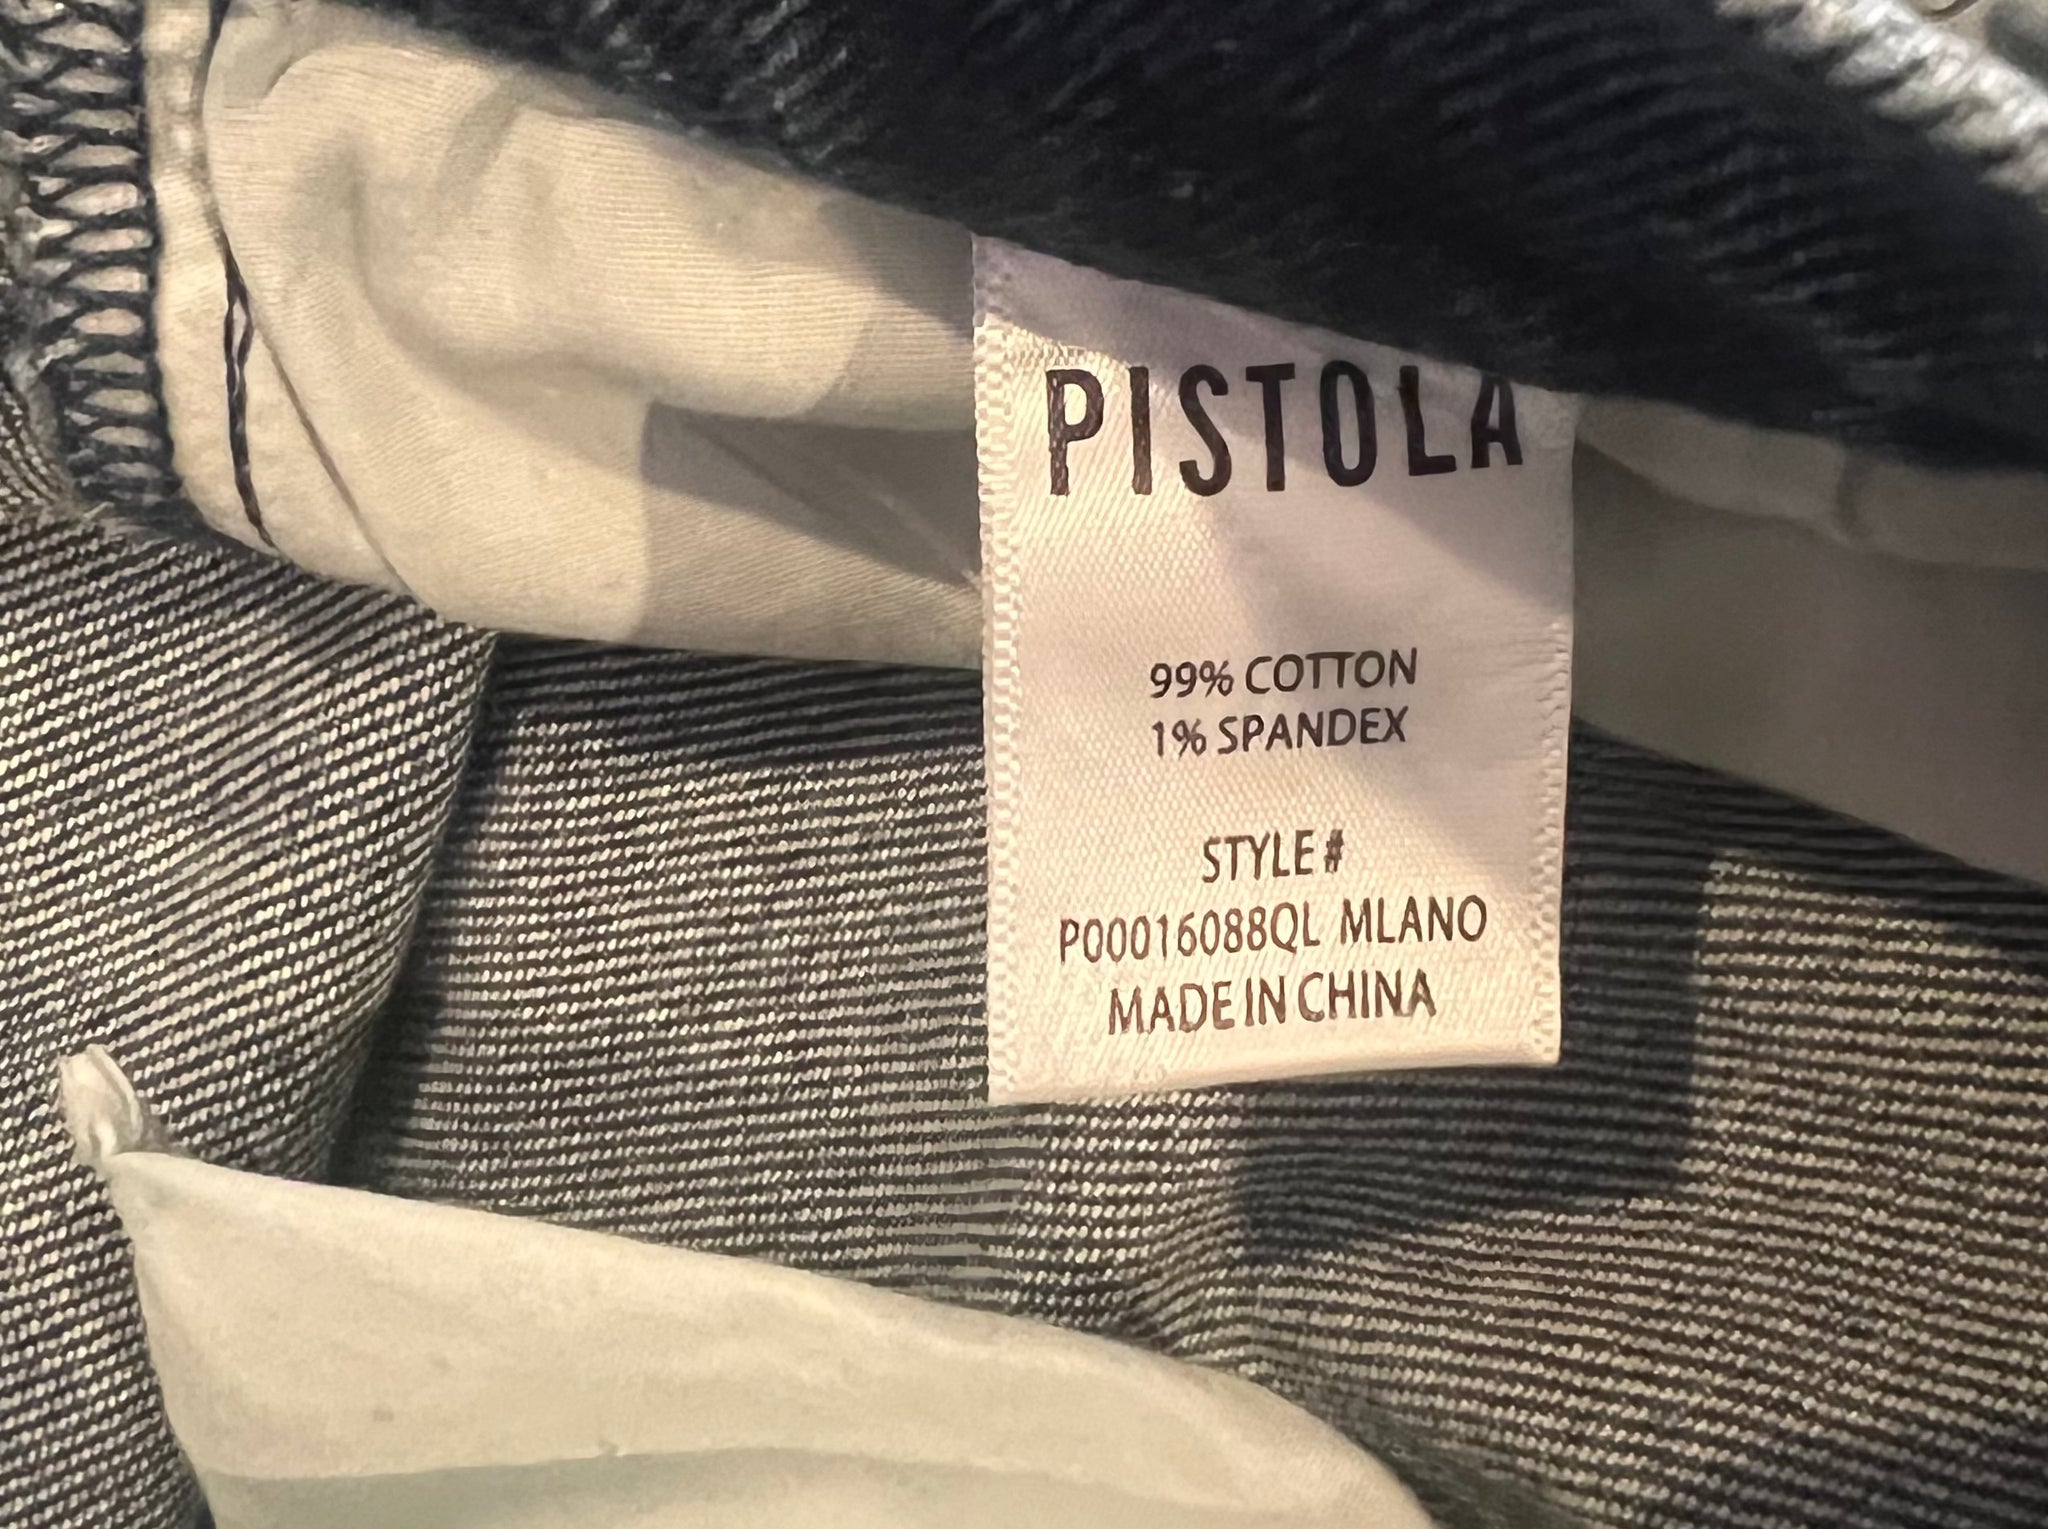 PISTOLA
99% COTTON
1% SPANDEX
STYLE #
P00016088QL MLANO
MADE IN CHINA